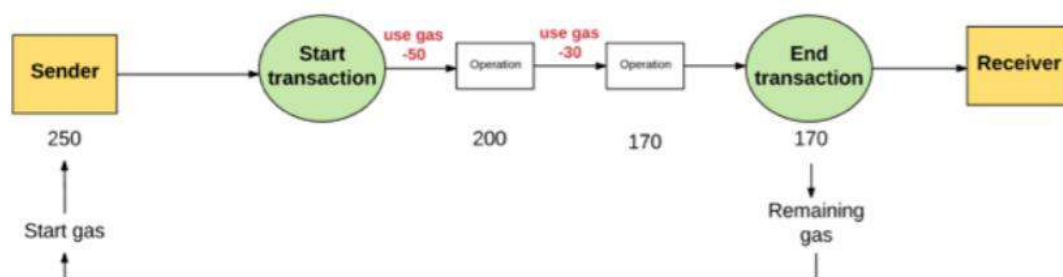 Sender
Start
transaction
use gas
-50
Operation
use gas
-30
Operation
End
transaction
Receiver
250
200
170
170
Start gas
Remaining
gas